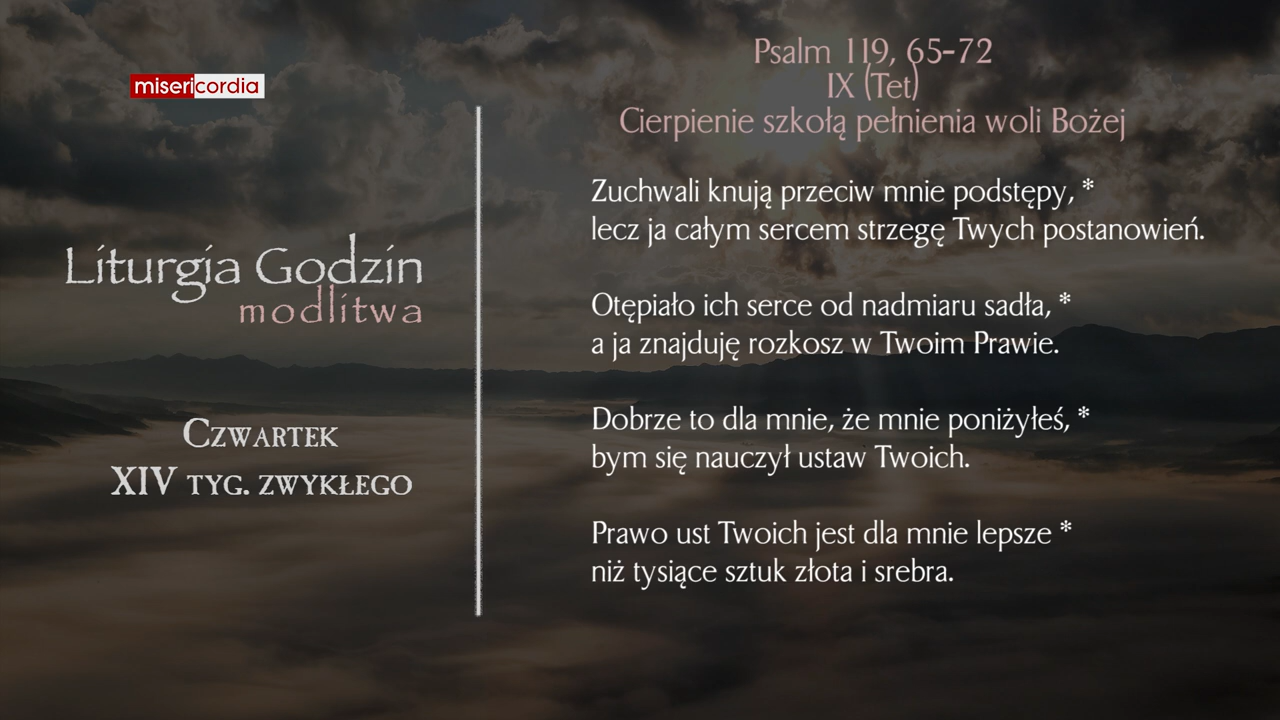 misericordia
Liturgia Godzin
modlitwa
Czwartek
XIV tyg. zwykłego
Psalm 119, 65-72
IX (Tet)
Cierpienie szkołą pełnienia woli Bożej
Zuchwali knują przeciw mnie podstępy, *
lecz ja całym sercem strzegę Twych postanowień.
Otępiało ich serce od nadmiaru sadła, *
a ja znajduję rozkosz w Twoim Prawie.
Dobrze to dla mnie, że mnie poniżyłeś, *
bym się nauczył ustaw Twoich.
Prawo ust Twoich jest dla mnie lepsze *
niż tysiące sztuk złota i srebra.